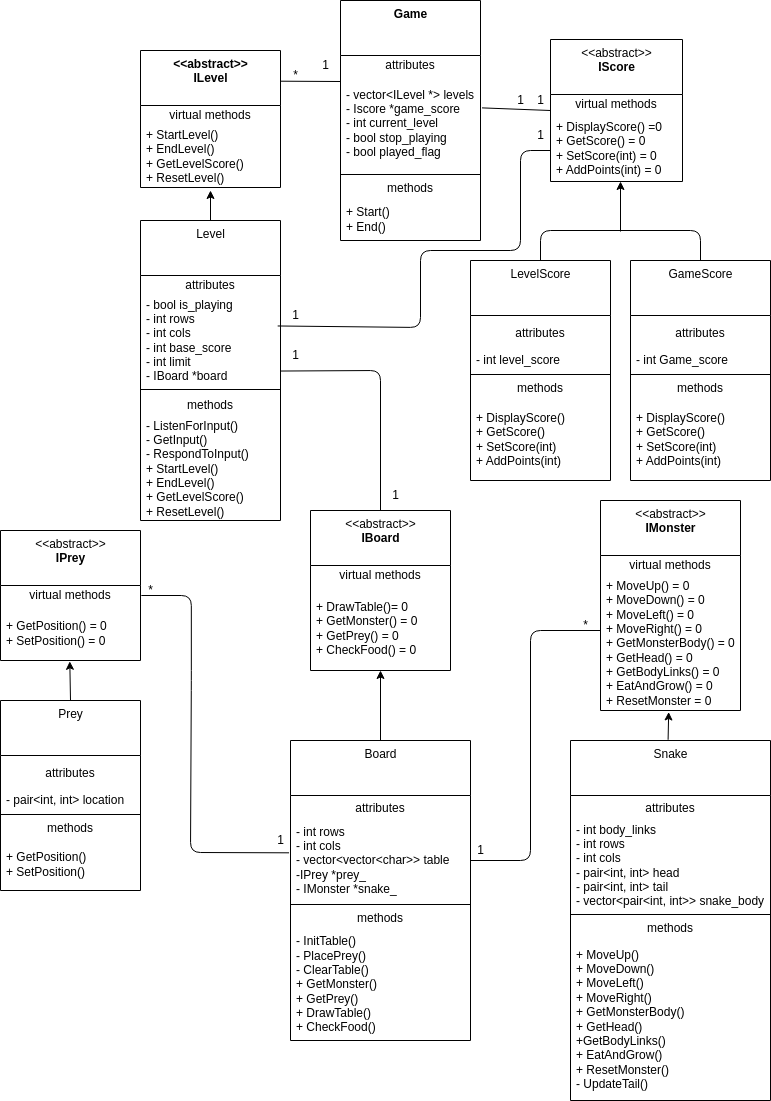 Game
attributes
- vector<ILevel *> levels
- Iscore *game_score
- int current_level
- bool stop_playing
- bool played_flag
methods
+ Start()
+ End()
<<abstract>>
ILevel
virtual methods
+ StartLevel()
+ EndLevel()
+ GetLevelScore()
+ ResetLevel()
*
1
1
1
<<abstract>>
IScore
virtual methods
+ DisplayScore() =0
+ GetScore() = 0
+ SetScore(int) = 0
+ AddPoints(int) = 0
1
Level
attributes
- bool is_playing
- int rows
- int cols
- int base_score
- int limit
- IBoard *board
methods
- ListenForInput()
- GetInput()
- RespondToInput()
+ StartLevel()
+ EndLevel()
+ GetLevelScore()
+ ResetLevel()
1
1
1
LevelScore
attributes
- int level_score
methods
+ DisplayScore()
+ GetScore()
+ SetScore(int)
+ AddPoints(int)
GameScore
attributes
- int Game_score
methods
+ DisplayScore()
+ GetScore()
+ SetScore(int)
+ AddPoints(int)
<<abstract>>
IPrey
virtual methods
+ GetPosition() = 0
+ SetPosition() = 0
*
<<abstract>>
IBoard
virtual methods
+ DrawTable()= 0
+ GetMonster() = 0
+ GetPrey() = 0
+ CheckFood() = 0
<<abstract>>
IMonster
virtual methods
+ MoveUp() = 0
+ MoveDown() = 0
+ MoveLeft() = 0
+ MoveRight() = 0
+ GetMonsterBody() = 0
+ GetHead() = 0
+ GetBodyLinks() = 0
+ EatAndGrow() = 0
+ ResetMonster = 0
*
Prey
attributes
- pair<int, int> location
methods
+ GetPosition()
+ SetPosition()
1
Board
attributes
- int rows
- int cols
- vector<vector<char>> table
-IPrey *prey_
- IMonster *snake_
methods
- InitTable()
- PlacePrey()
- ClearTable()
+ GetMonster()
+ GetPrey()
+ DrawTable()
+ CheckFood()
1
Snake
attributes
- int body_links
- int rows
- int cols
- pair<int, int> head
- pair<int, int> tail
- vector<pair<int, int>> snake_body
methods
+ MoveUp()
+ MoveDown()
+ MoveLeft()
+ MoveRight()
+ GetMonsterBody()
+ GetHead()
+GetBodyLinks()
+ EatAndGrow()
+ ResetMonster()
- UpdateTail()